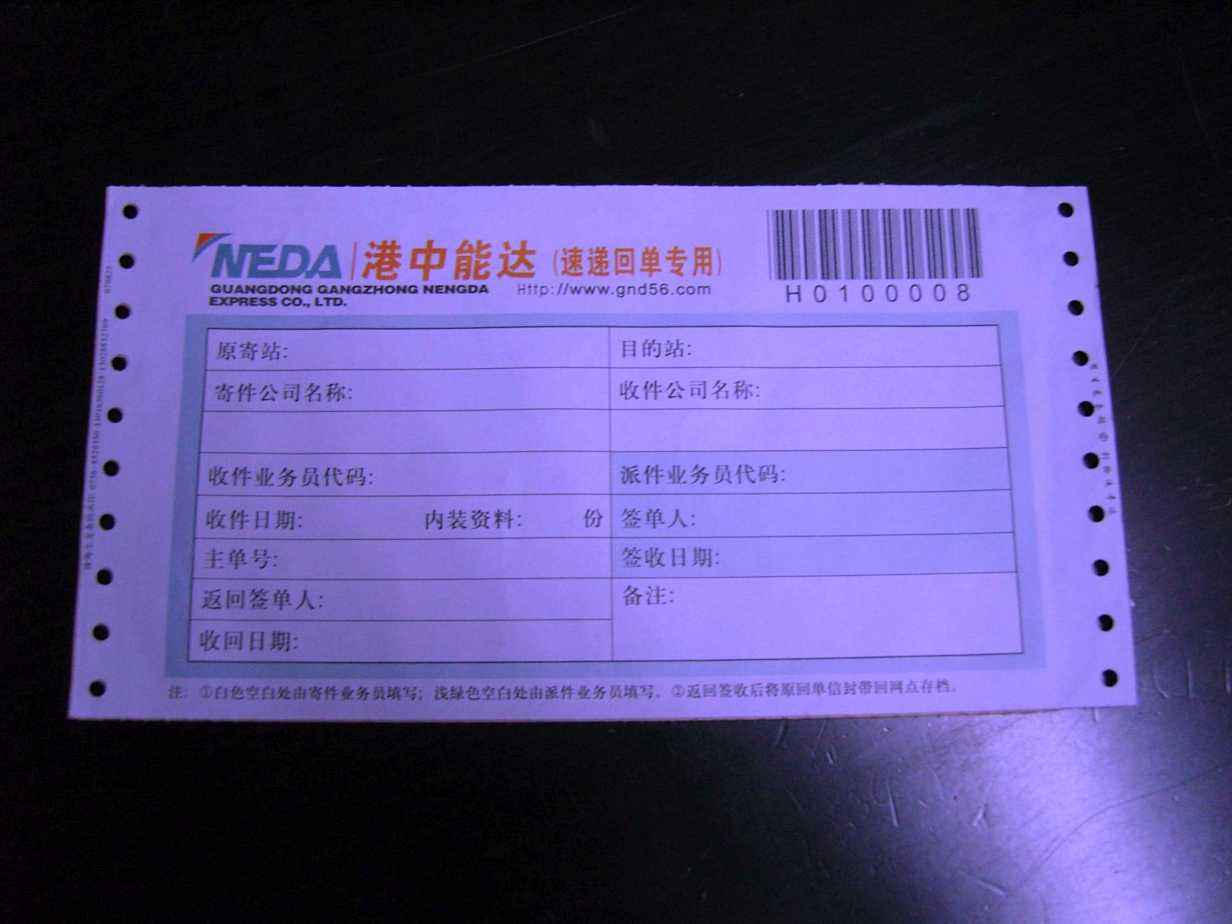 NEDA 港中能达 (速递回单专用)
GUANGDONG GANGZHONG NENGDA
EXPRESS CO., LTD.
Http://www.gnd56.com
H0100008
原寄站:
目的站:
寄件公司名称:
收件公司名称:
收件业务员代码:
派件业务员代码:
收件日期: 内装资料: 份
签单人:
主单号:
签收日期:
返回签单人:
备注:
收回日期:
注: ①白色空白处由寄件业务员填写; 浅绿色空白处由派件业务员填写。②返回签收后将原回单信封带回网点存档。